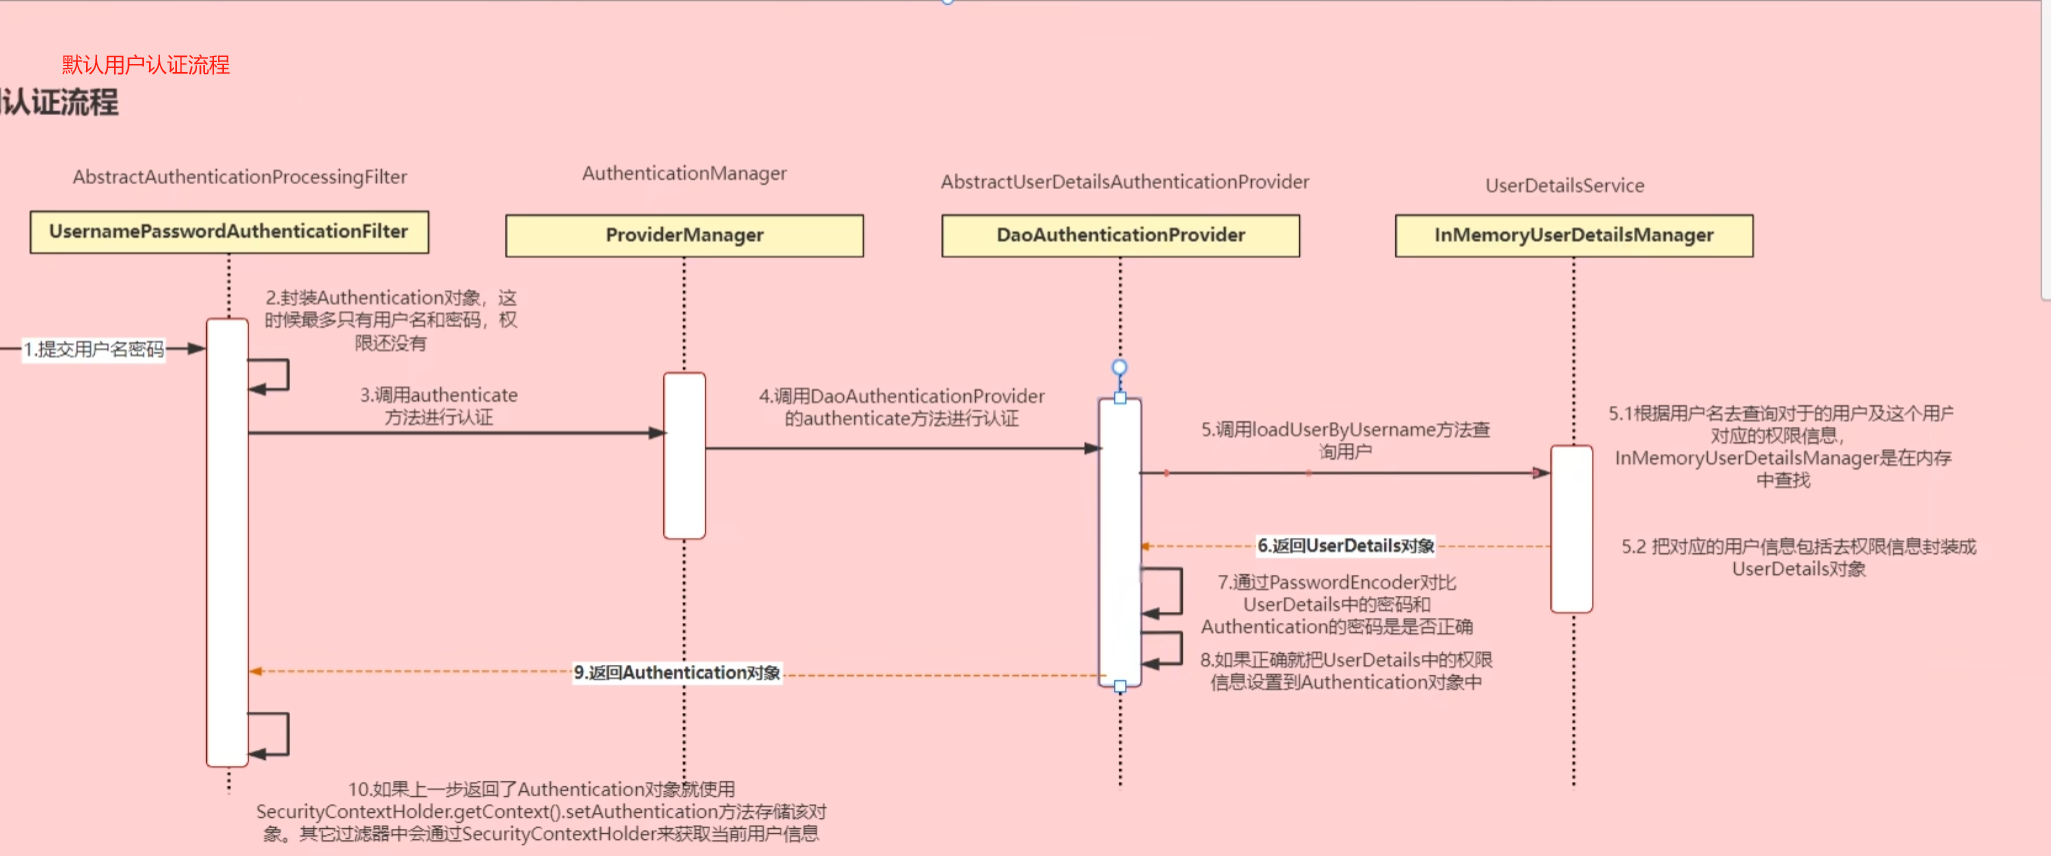 默认用户认证流程
认证流程
AbstractAuthenticationProcessingFilter
AuthenticationManager
AbstractUserDetailsAuthenticationProvider
UserDetailsService
UsernamePasswordAuthenticationFilter
ProviderManager
DaoAuthenticationProvider
InMemoryUserDetailsManager
1.提交用户名密码
2.封装Authentication对象，这
时候最多只有用户名和密码，权
限还没有
3.调用authenticate
方法进行认证
4.调用DaoAuthenticationProvider
的authenticate方法进行认证
5.调用loadUserByUsername方法查
询用户
5.1根据用户名去查询对于的用户及这个用户
对应的权限信息，
InMemoryUserDetailsManager是在内存
中查找
5.2 把对应的用户信息包括去权限信息封装成
UserDetails对象
6.返回UserDetails对象
7.通过PasswordEncoder对比
UserDetails中的密码和
Authentication的密码是是否正确
8.如果正确就把UserDetails中的权限
信息设置到Authentication对象中
9.返回Authentication对象
10.如果上一步返回了Authentication对象就使用
SecurityContextHolder.getContext().setAuthentication方法存储该对
象。其它过滤器中会通过SecurityContextHolder来获取当前用户信息